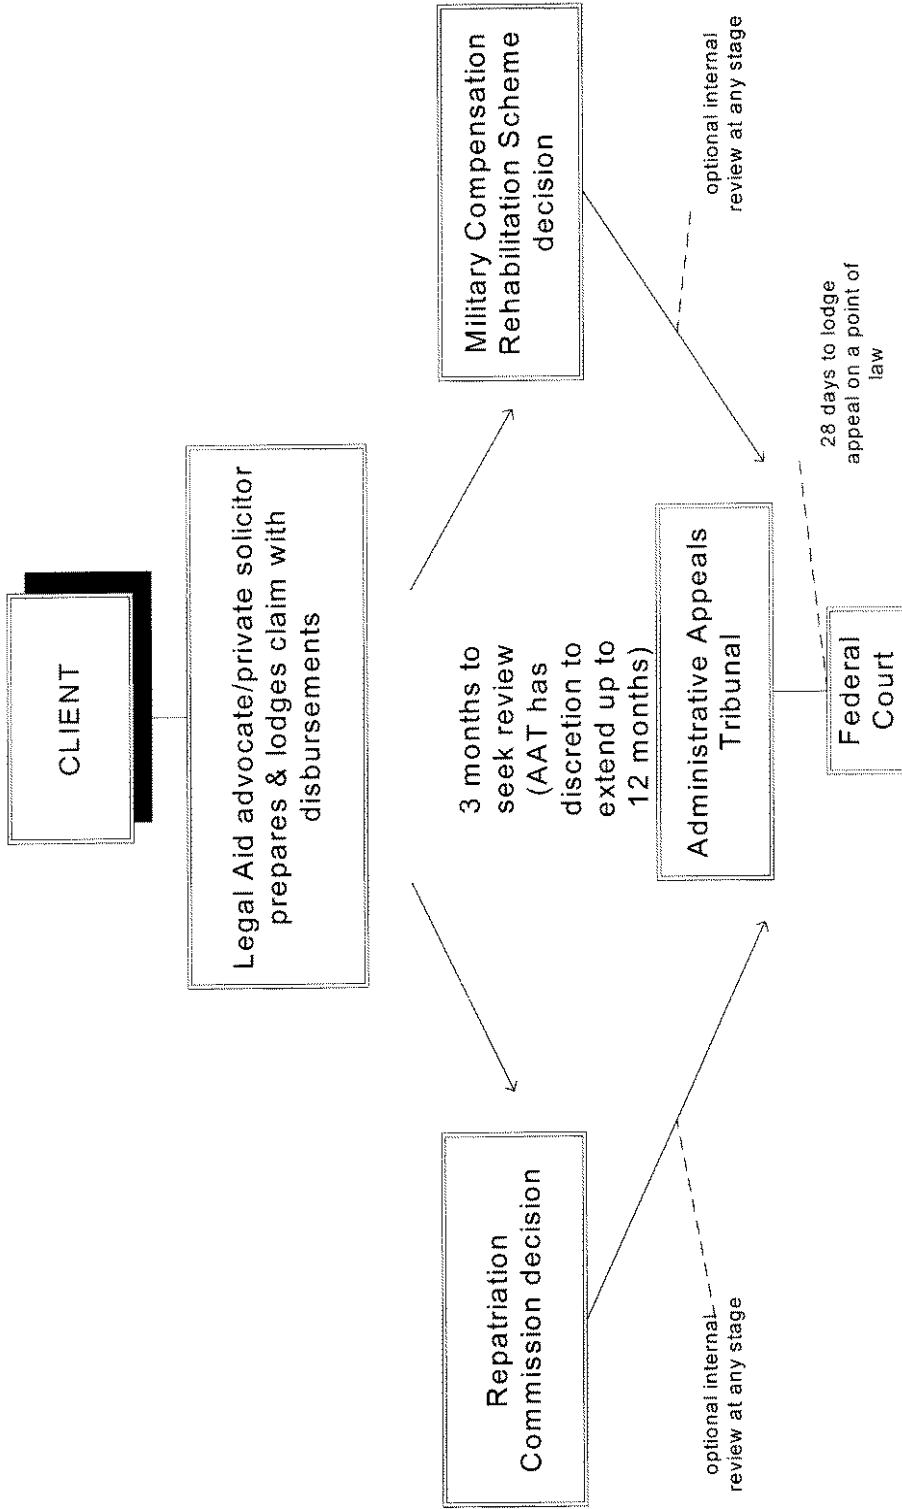 CLIENT
Legal Aid advocate/private solicitor
prepares & lodges claim with
disbursements
Repatriation
Commission decision
Military Compensation
Rehabilitation Scheme
decision
3 months to
seek review
(AAT has
discretion to
extend up to
12 months)
optional internal
review at any stage
optional internal
review at any stage
Administrative Appeals
Tribunal
28 days to lodge
appeal on a point of
law
Federal
Court